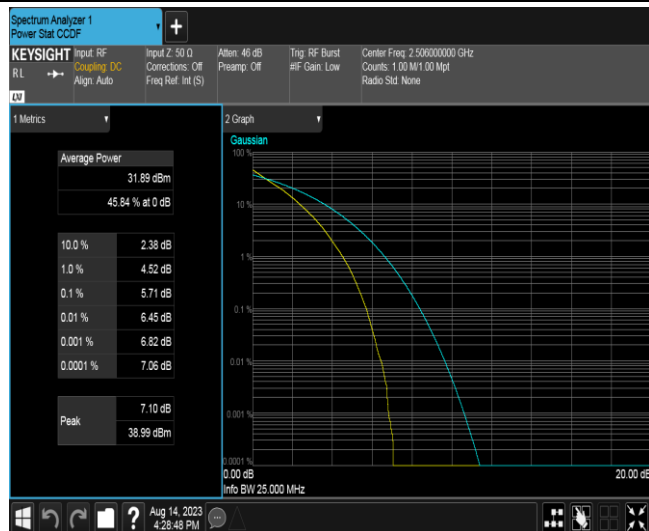 Spectrum Analyzer 1
Power Stat CCDF
KEYSIGHT
RL
Input: RF
Coupling: DC
Align: Auto
Input Z: 50 Ω
Corrections: Off
Freq Ref: Int (S)
Atten: 46 dB
Preamp: Off
Trig: RF Burst
#IF Gain: Low
Center Freq: 2.506000000 GHz
Counts: 1.00 M/1.00 Mpt
Radio Std: None
1 Metrics
Average Power
31.89 dBm
45.84 % at 0 dB
10.0 % 2.38 dB
1.0 % 4.52 dB
0.1 % 5.71 dB
0.01 % 6.45 dB
0.001 % 6.82 dB
0.0001 % 7.06 dB
Peak
7.10 dB
38.99 dBm
2 Graph
Gaussian
100 %
10 %
1 %
0.1 %
0.01 %
0.001 %
0.0001 %
0.00 dB
20.00 dB
Info BW 25.000 MHz
Aug 14, 2023
4:28:48 PM